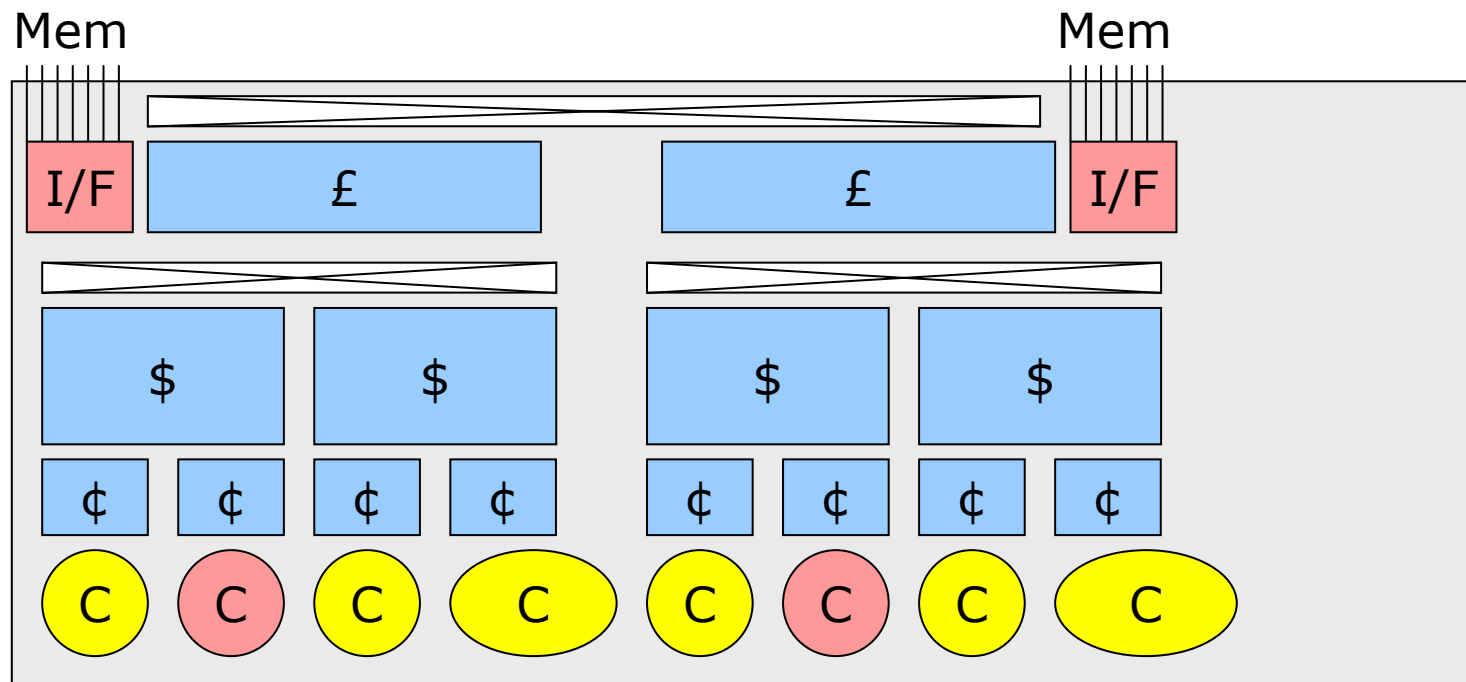 Mem Mem
I/F £ £ I/F
$ $ $ $
¢ ¢ ¢ ¢ ¢ ¢ ¢ ¢
C C C C C C C C